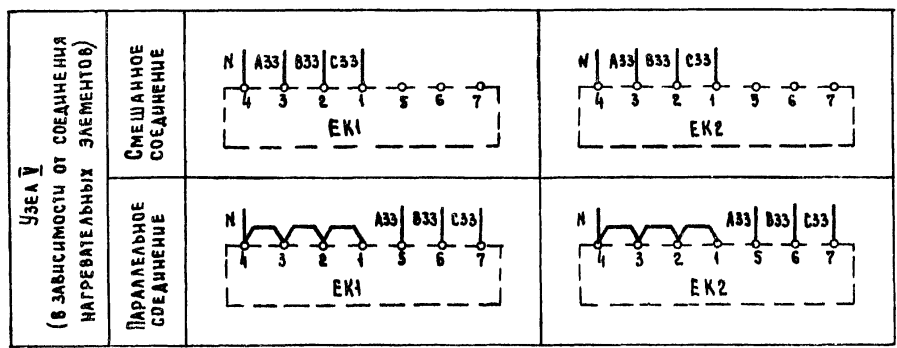 Узел V
(в зависимости от соединения
нагревательных элементов)
Смешанное
соединение
N А33 В33 С33
4 3 2 1 5 6 7
ЕК1
N А33 В33 С33
4 3 2 1 5 6 7
ЕК2
Параллельное
соединение
N А33 В33 С33
4 3 2 1 5 6 7
ЕК1
N А33 В33 С33
4 3 2 1 5 6 7
ЕК2